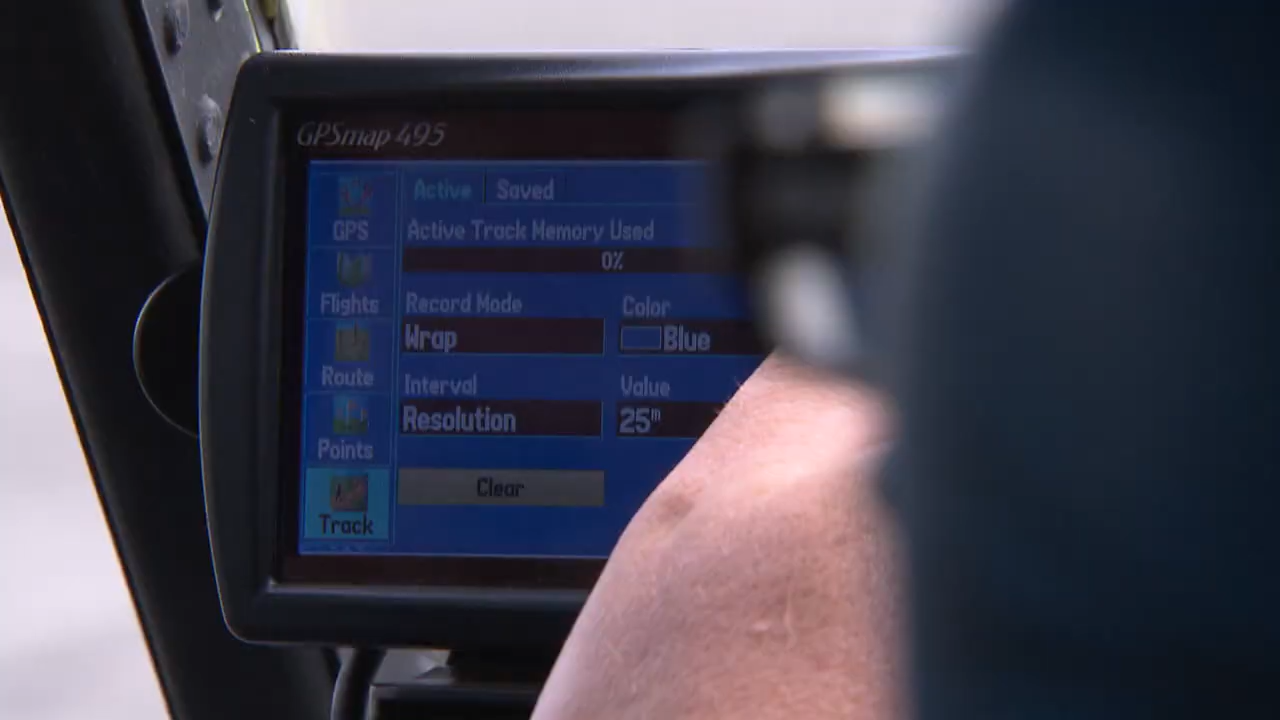 GPSmap 495
Active Saved
GPS
Active Track Memory Used
0%
Flights
Record Mode Color
Wrap Blue
Route
Interval Value
Resolution 25m
Points
Clear
Track